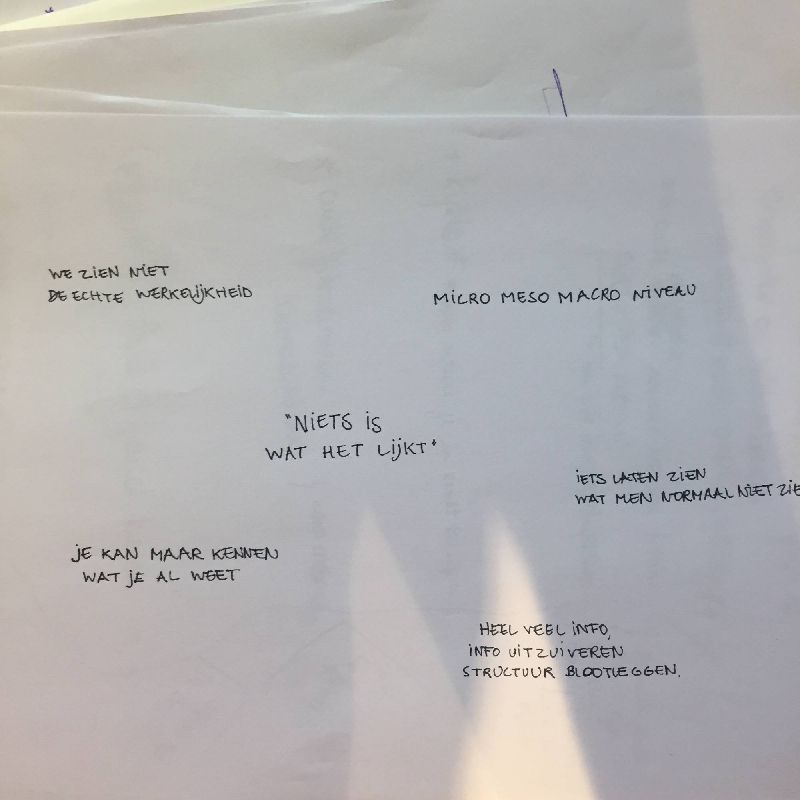 WE ZIEN NIET
DE ECHTE WERKELIJKHEID
MICRO MESO MACRO NIVEAU
"NIETS IS
WAT HET LIJKT"
IETS LATEN ZIEN
WAT MEN NORMAAL NIET ZIE
JE KAN MAAR KENNEN
WAT JE AL WEET
HEEL VEEL INFO,
INFO UITZUIVEREN
STRUCTUUR BLOOTLEGGEN.